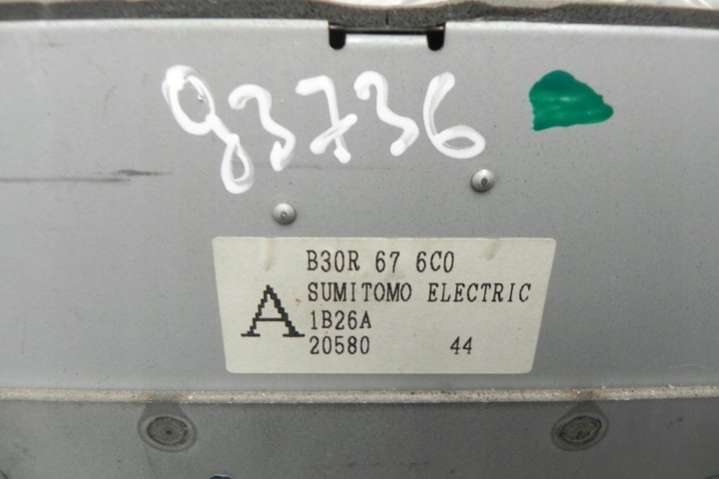 93736
B30R 67 6C0
SUMITOMO ELECTRIC
A
1B26A
20580 44